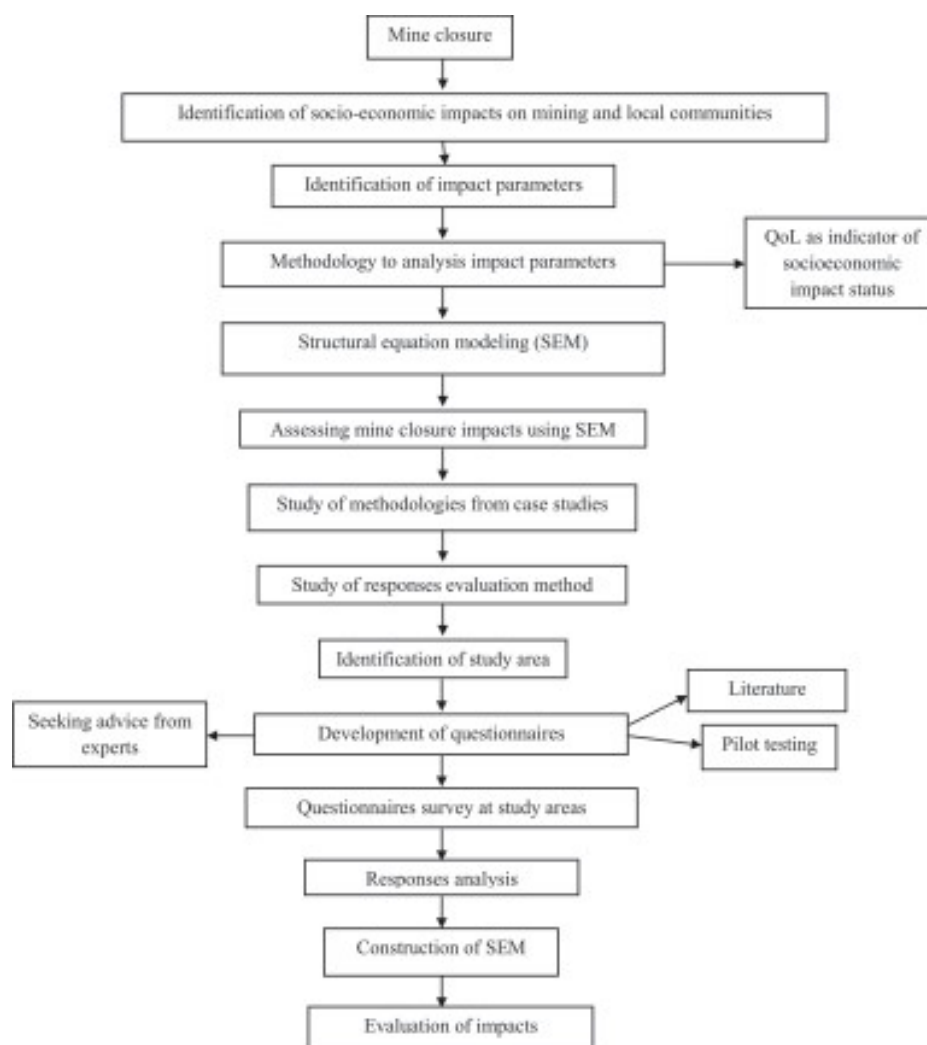 Mine closure
Identification of socio-economic impacts on mining and local communities
Identification of impact parameters
Methodology to analysis impact parameters
QoL as indicator of
socioeconomic
impact status
Structural equation modeling (SEM)
Assessing mine closure impacts using SEM
Study of methodologies from case studies
Study of responses evaluation method
Identification of study area
Literature
Seeking advice from
experts
Development of questionnaires
Pilot testing
Questionnaires survey at study areas
Responses analysis
Construction of SEM
Evaluation of impacts